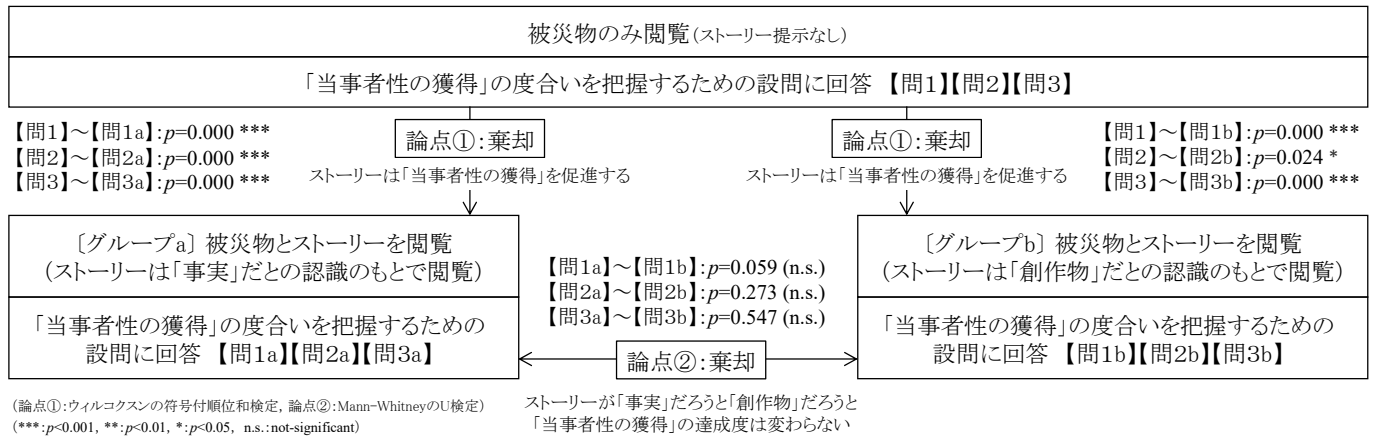 被災物のみ閲覧(ストーリー提示なし)
「当事者性の獲得」の度合いを把握するための設問に回答 【問1】【問2】【問3】
【問1】～【問1a】:p=0.000 ***
【問2】～【問2a】:p=0.000 ***
【問3】～【問3a】:p=0.000 ***
論点①:棄却
ストーリーは「当事者性の獲得」を促進する
論点①:棄却
ストーリーは「当事者性の獲得」を促進する
【問1】～【問1b】:p=0.000 ***
【問2】～【問2b】:p=0.024 *
【問3】～【問3b】:p=0.000 ***
〔グループa〕 被災物とストーリーを閲覧
(ストーリーは「事実」だとの認識のもとで閲覧)
「当事者性の獲得」の度合いを把握するための
設問に回答 【問1a】【問2a】【問3a】
【問1a】～【問1b】:p=0.059 (n.s.)
【問2a】～【問2b】:p=0.273 (n.s.)
【問3a】～【問3b】:p=0.547 (n.s.)
論点②:棄却
ストーリーが「事実」だろうと「創作物」だろうと
「当事者性の獲得」の達成度は変わらない
〔グループb〕 被災物とストーリーを閲覧
(ストーリーは「創作物」だとの認識のもとで閲覧)
「当事者性の獲得」の度合いを把握するための
設問に回答 【問1b】【問2b】【問3b】
(論点①:ウィルコクスンの符号付順位和検定, 論点②:Mann-WhitneyのU検定)
(***:p<0.001, **:p<0.01, *:p<0.05, n.s.:not-significant)